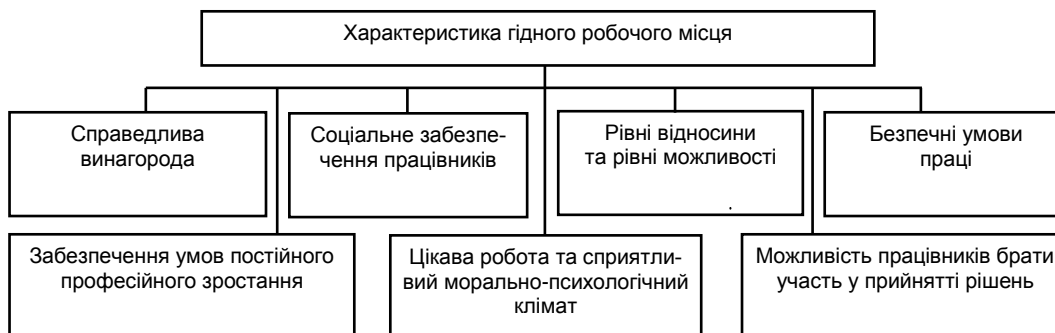 Характеристика гідного робочого місця
Справедлива
винагорода
Соціальне забезпе-
чення працівників
Рівні відносини
та рівні можливості
.
Безпечні умови
праці
Забезпечення умов постійного
професійного зростання
Цікава робота та сприятли-
вий морально-психологічний
клімат
Можливість працівників брати
участь у прийнятті рішень